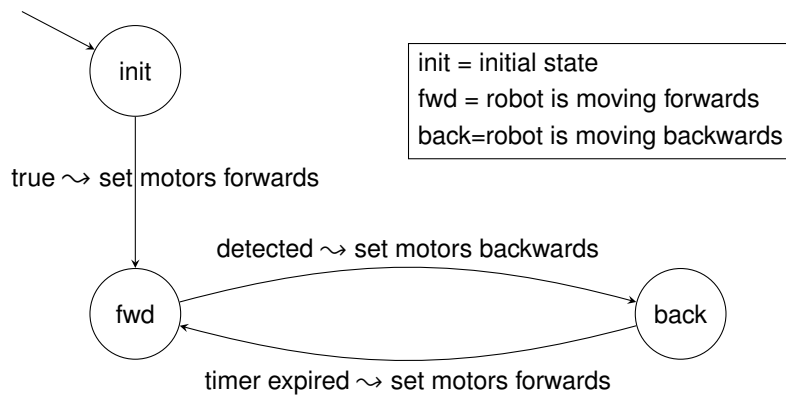 init
init = initial state
fwd = robot is moving forwards
back=robot is moving backwards
true ⤳ set motors forwards
detected ⤳ set motors backwards
fwd
back
timer expired ⤳ set motors forwards